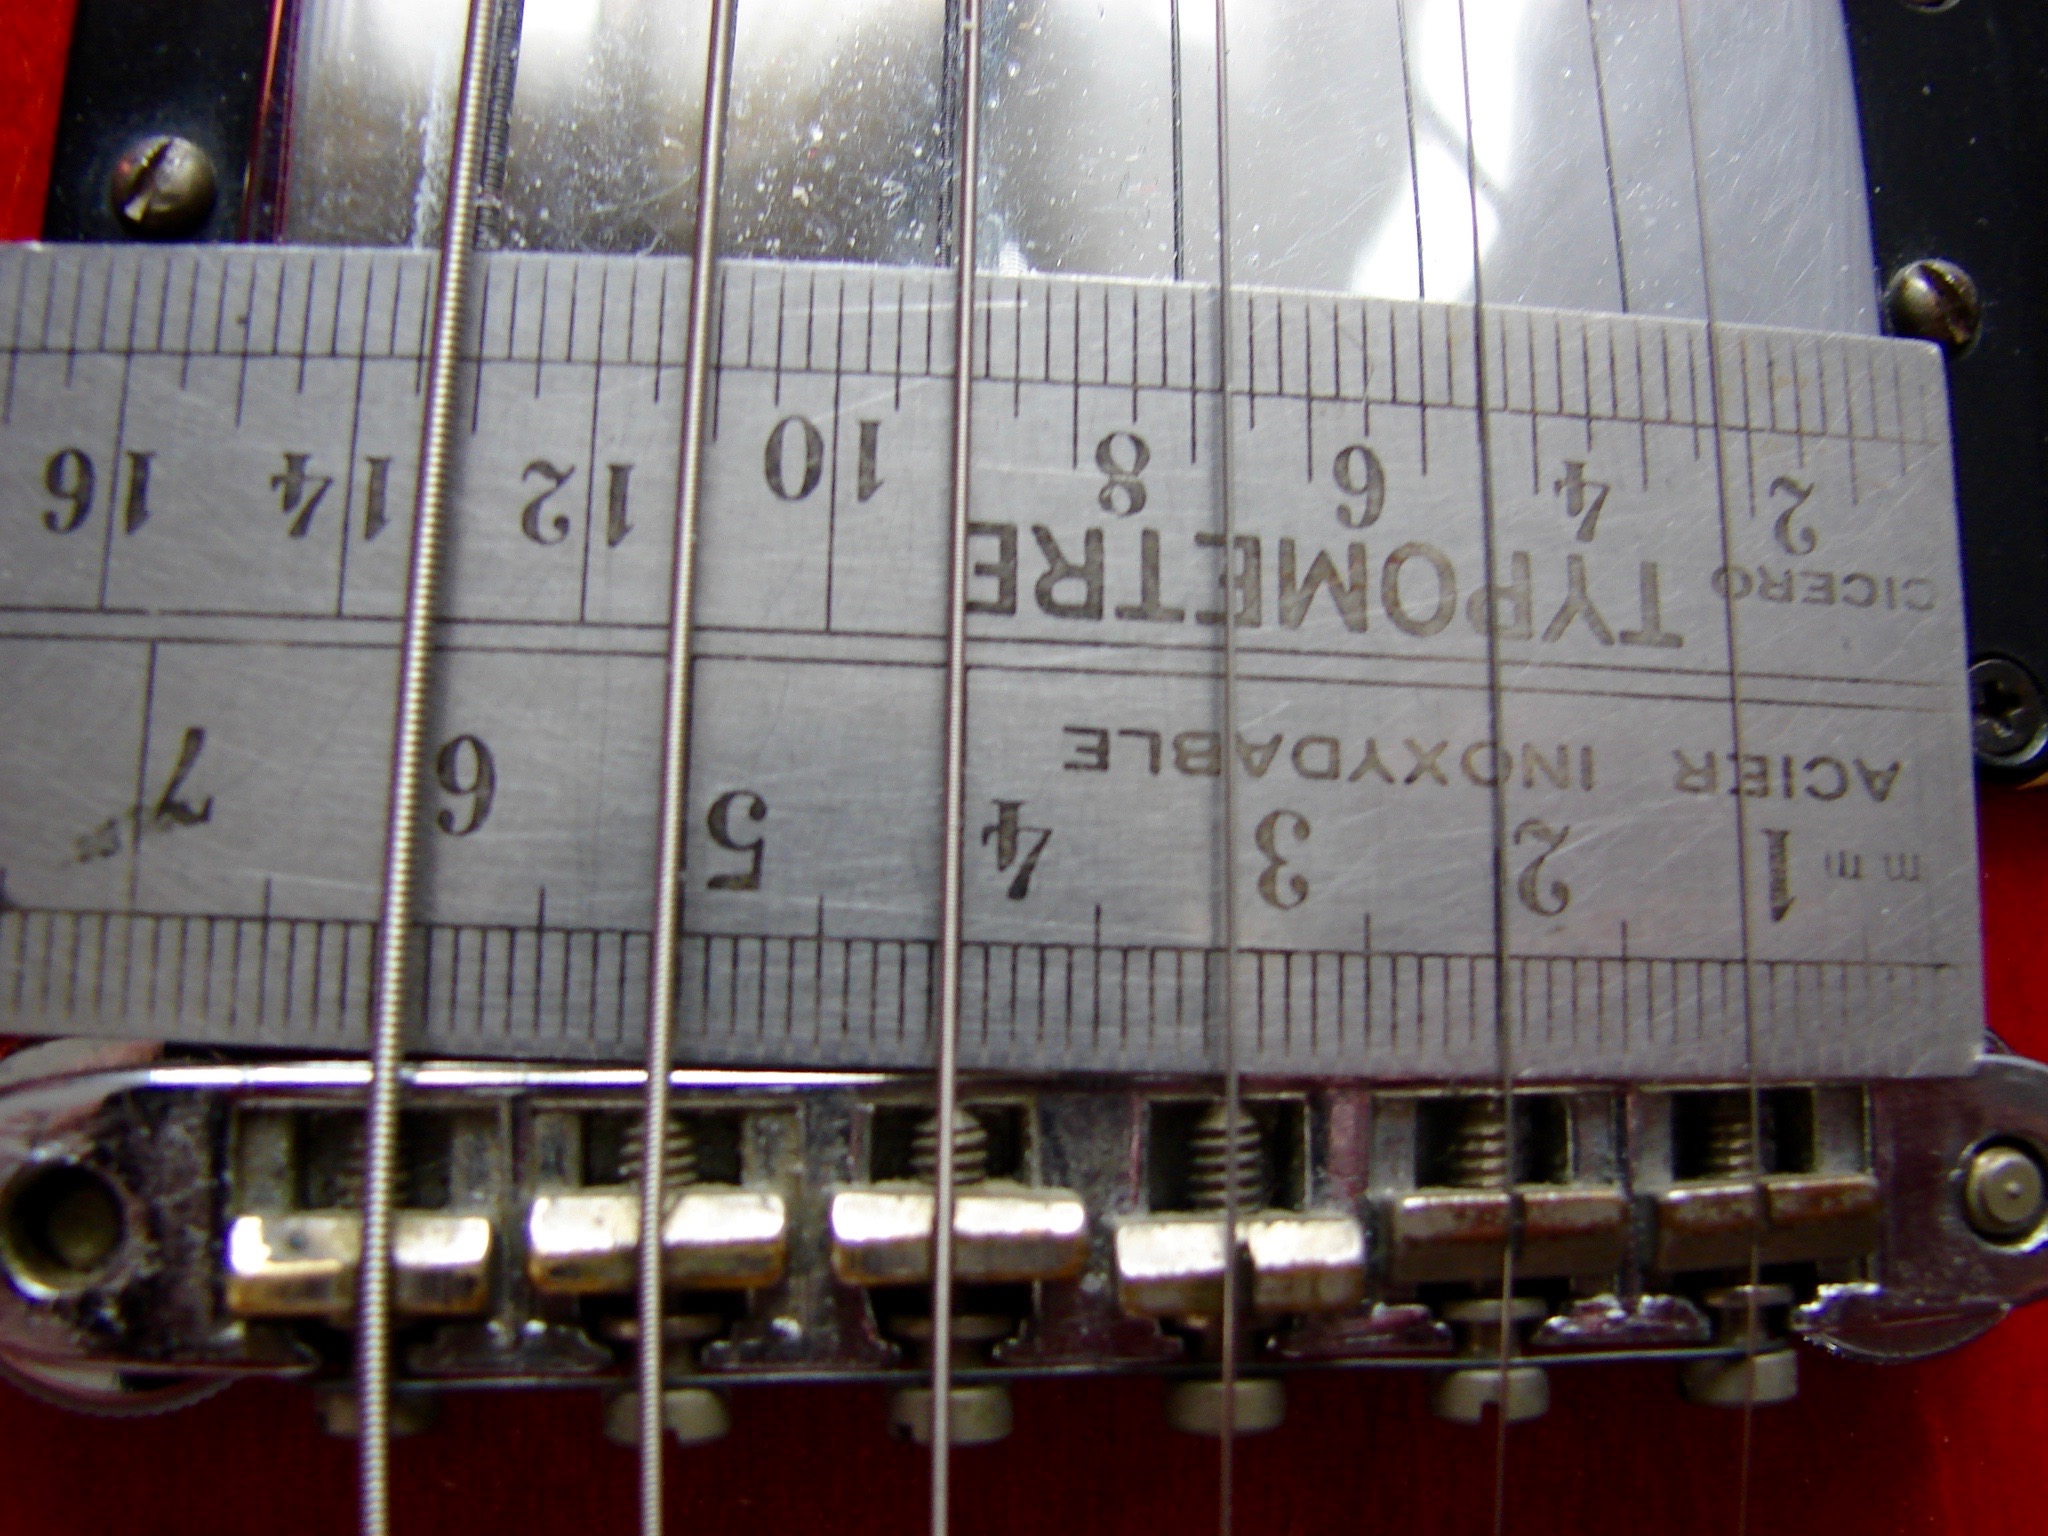 mm 1 2 3 4 5 6 7
ACIER INOXYDABLE
CICERO TYPOMETRE
2 4 6 8 10 12 14 16